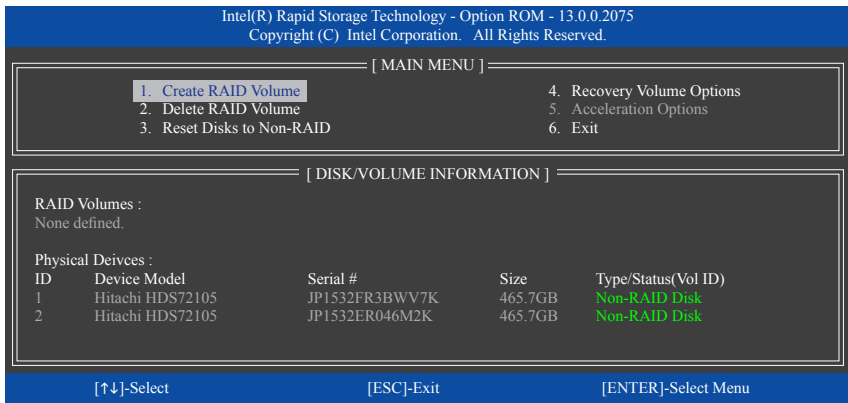 Intel(R) Rapid Storage Technology - Option ROM - 13.0.0.2075
Copyright (C) Intel Corporation. All Rights Reserved.
[ MAIN MENU ]
1. Create RAID Volume
2. Delete RAID Volume
3. Reset Disks to Non-RAID
4. Recovery Volume Options
5. Acceleration Options
6. Exit
[ DISK/VOLUME INFORMATION ]
RAID Volumes :
None defined.
Physical Deivces :
ID Device Model Serial # Size Type/Status(Vol ID)
1 Hitachi HDS72105 JP1532FR3BWV7K 465.7GB Non-RAID Disk
2 Hitachi HDS72105 JP1532ER046M2K 465.7GB Non-RAID Disk
[↑↓]-Select [ESC]-Exit [ENTER]-Select Menu